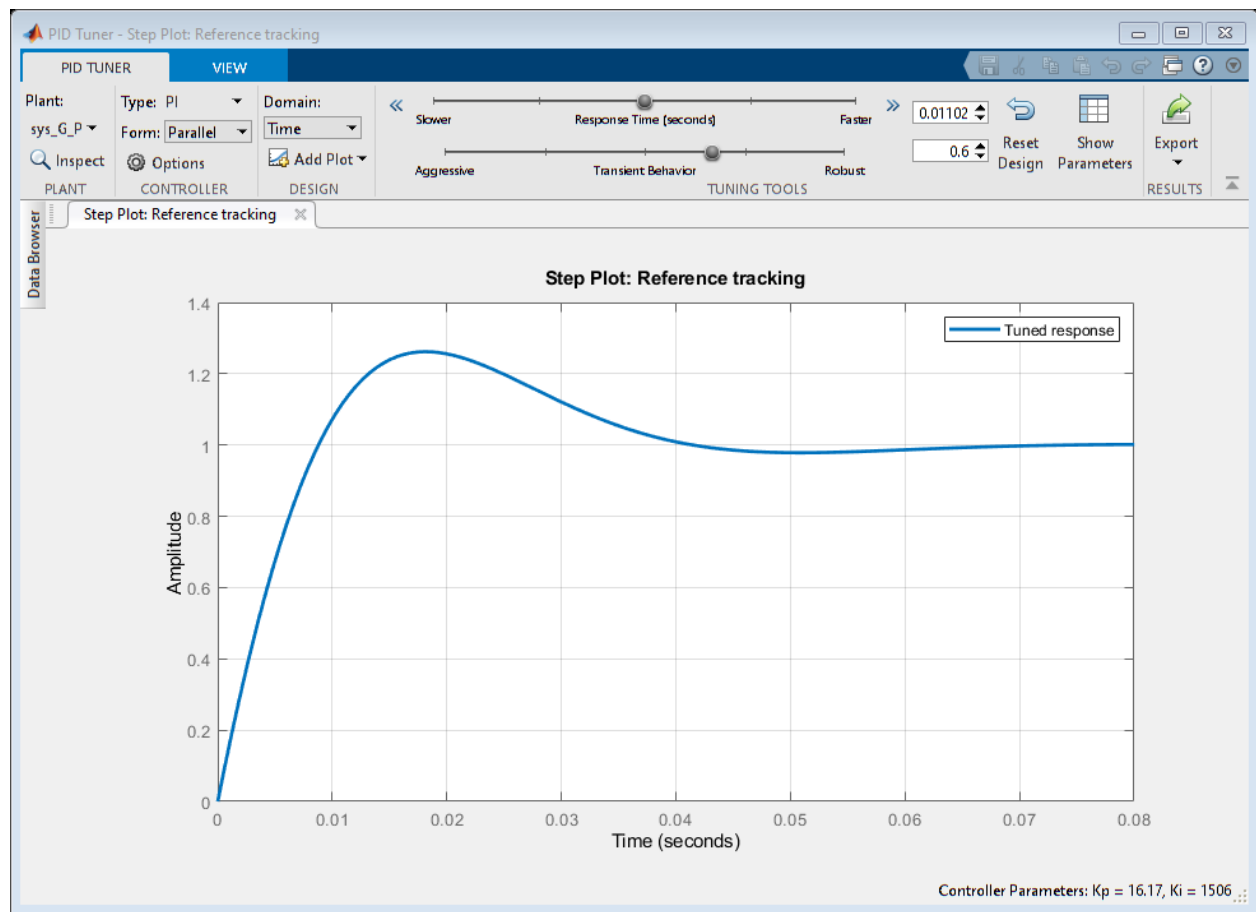 PID Tuner - Step Plot: Reference tracking
PID TUNER VIEW
Plant: Type: PI Domain:
Slower Response Time (seconds) Faster 0.01102
sys_G_P Form: Parallel Time
Inspect Options Add Plot
Aggressive Transient Behavior Robust 0.6
Reset Design Show Parameters Export
PLANT CONTROLLER DESIGN TUNING TOOLS RESULTS
Data Browser
Step Plot: Reference tracking
Step Plot: Reference tracking
Tuned response
Amplitude
1.4
1.2
1
0.8
0.6
0.4
0.2
0
0 0.01 0.02 0.03 0.04 0.05 0.06 0.07 0.08
Time (seconds)
Controller Parameters: Kp = 16.17, Ki = 1506